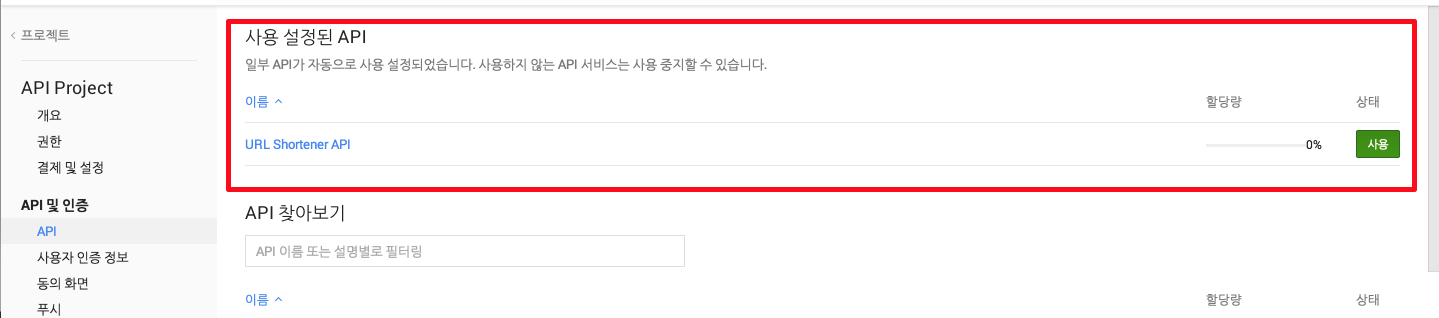 프로젝트
API Project
개요
권한
결제 및 설정
API 및 인증
API
사용자 인증 정보
동의 화면
푸시
사용 설정된 API
일부 API가 자동으로 사용 설정되었습니다. 사용하지 않는 API 서비스는 사용 중지할 수 있습니다.
이름 할당량 상태
URL Shortener API 0% 사용
API 찾아보기
API 이름 또는 설명별로 필터링
이름 할당량 상태